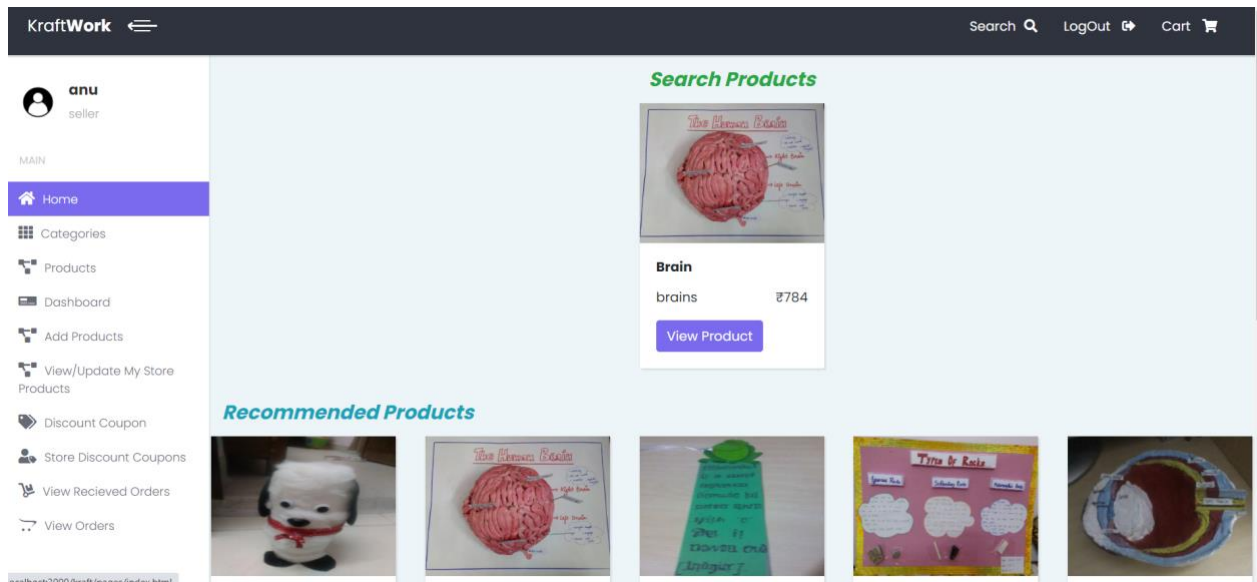 KraftWork
Search
LogOut
Cart
anu
seller
MAIN
Home
Categories
Products
Dashboard
Add Products
View/Update My Store
Products
Discount Coupon
Store Discount Coupons
View Recieved Orders
View Orders
Search Products
The Human Brain
Right Brain
Brain
brains ₹784
View Product
Recommended Products
The Human Brain
Types Of Rocks